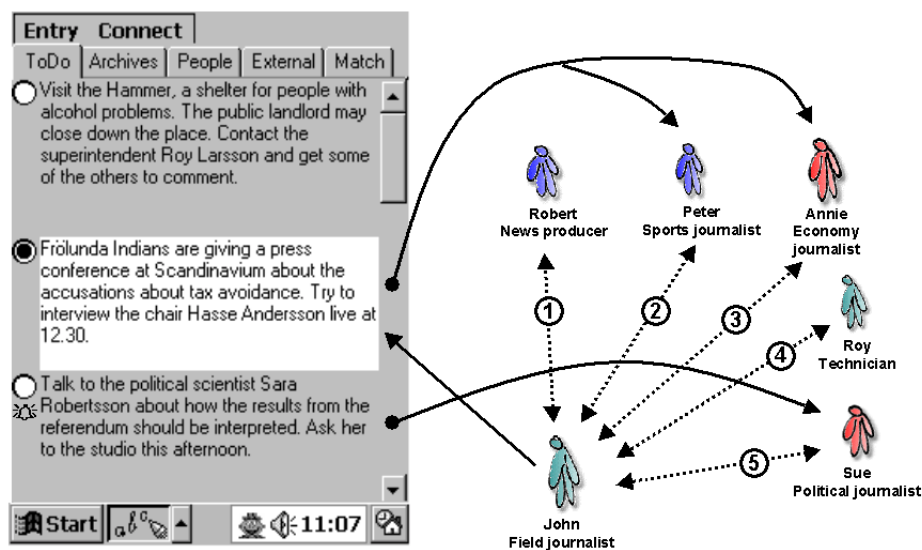 Entry Connect
ToDo Archives People External Match
Visit the Hammer, a shelter for people with
alcohol problems. The public landlord may
close down the place. Contact the
superintendent Roy Larsson and get some
of the others to comment.
Frölunda Indians are giving a press
conference at Scandinavium about the
accusations about tax avoidance. Try to
interview the chair Hasse Andersson live at
12.30.
Talk to the political scientist Sara
Robertsson about how the results from the
referendum should be interpreted. Ask her
to the studio this afternoon.
Start
11:07
Robert
News producer
Peter
Sports journalist
Annie
Economy
journalist
Roy
Technician
Sue
Political journalist
John
Field journalist
1
2
3
4
5